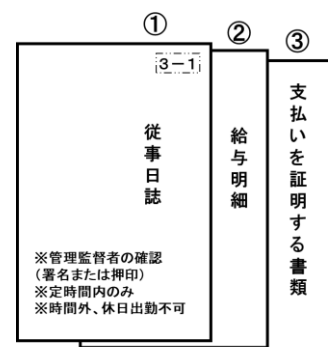 ①
②
③
3－1
従事日誌
※管理監督者の確認
（署名または押印）
※定時間内のみ
※時間外、休日出勤不可
給与明細
支払いを証明する書類